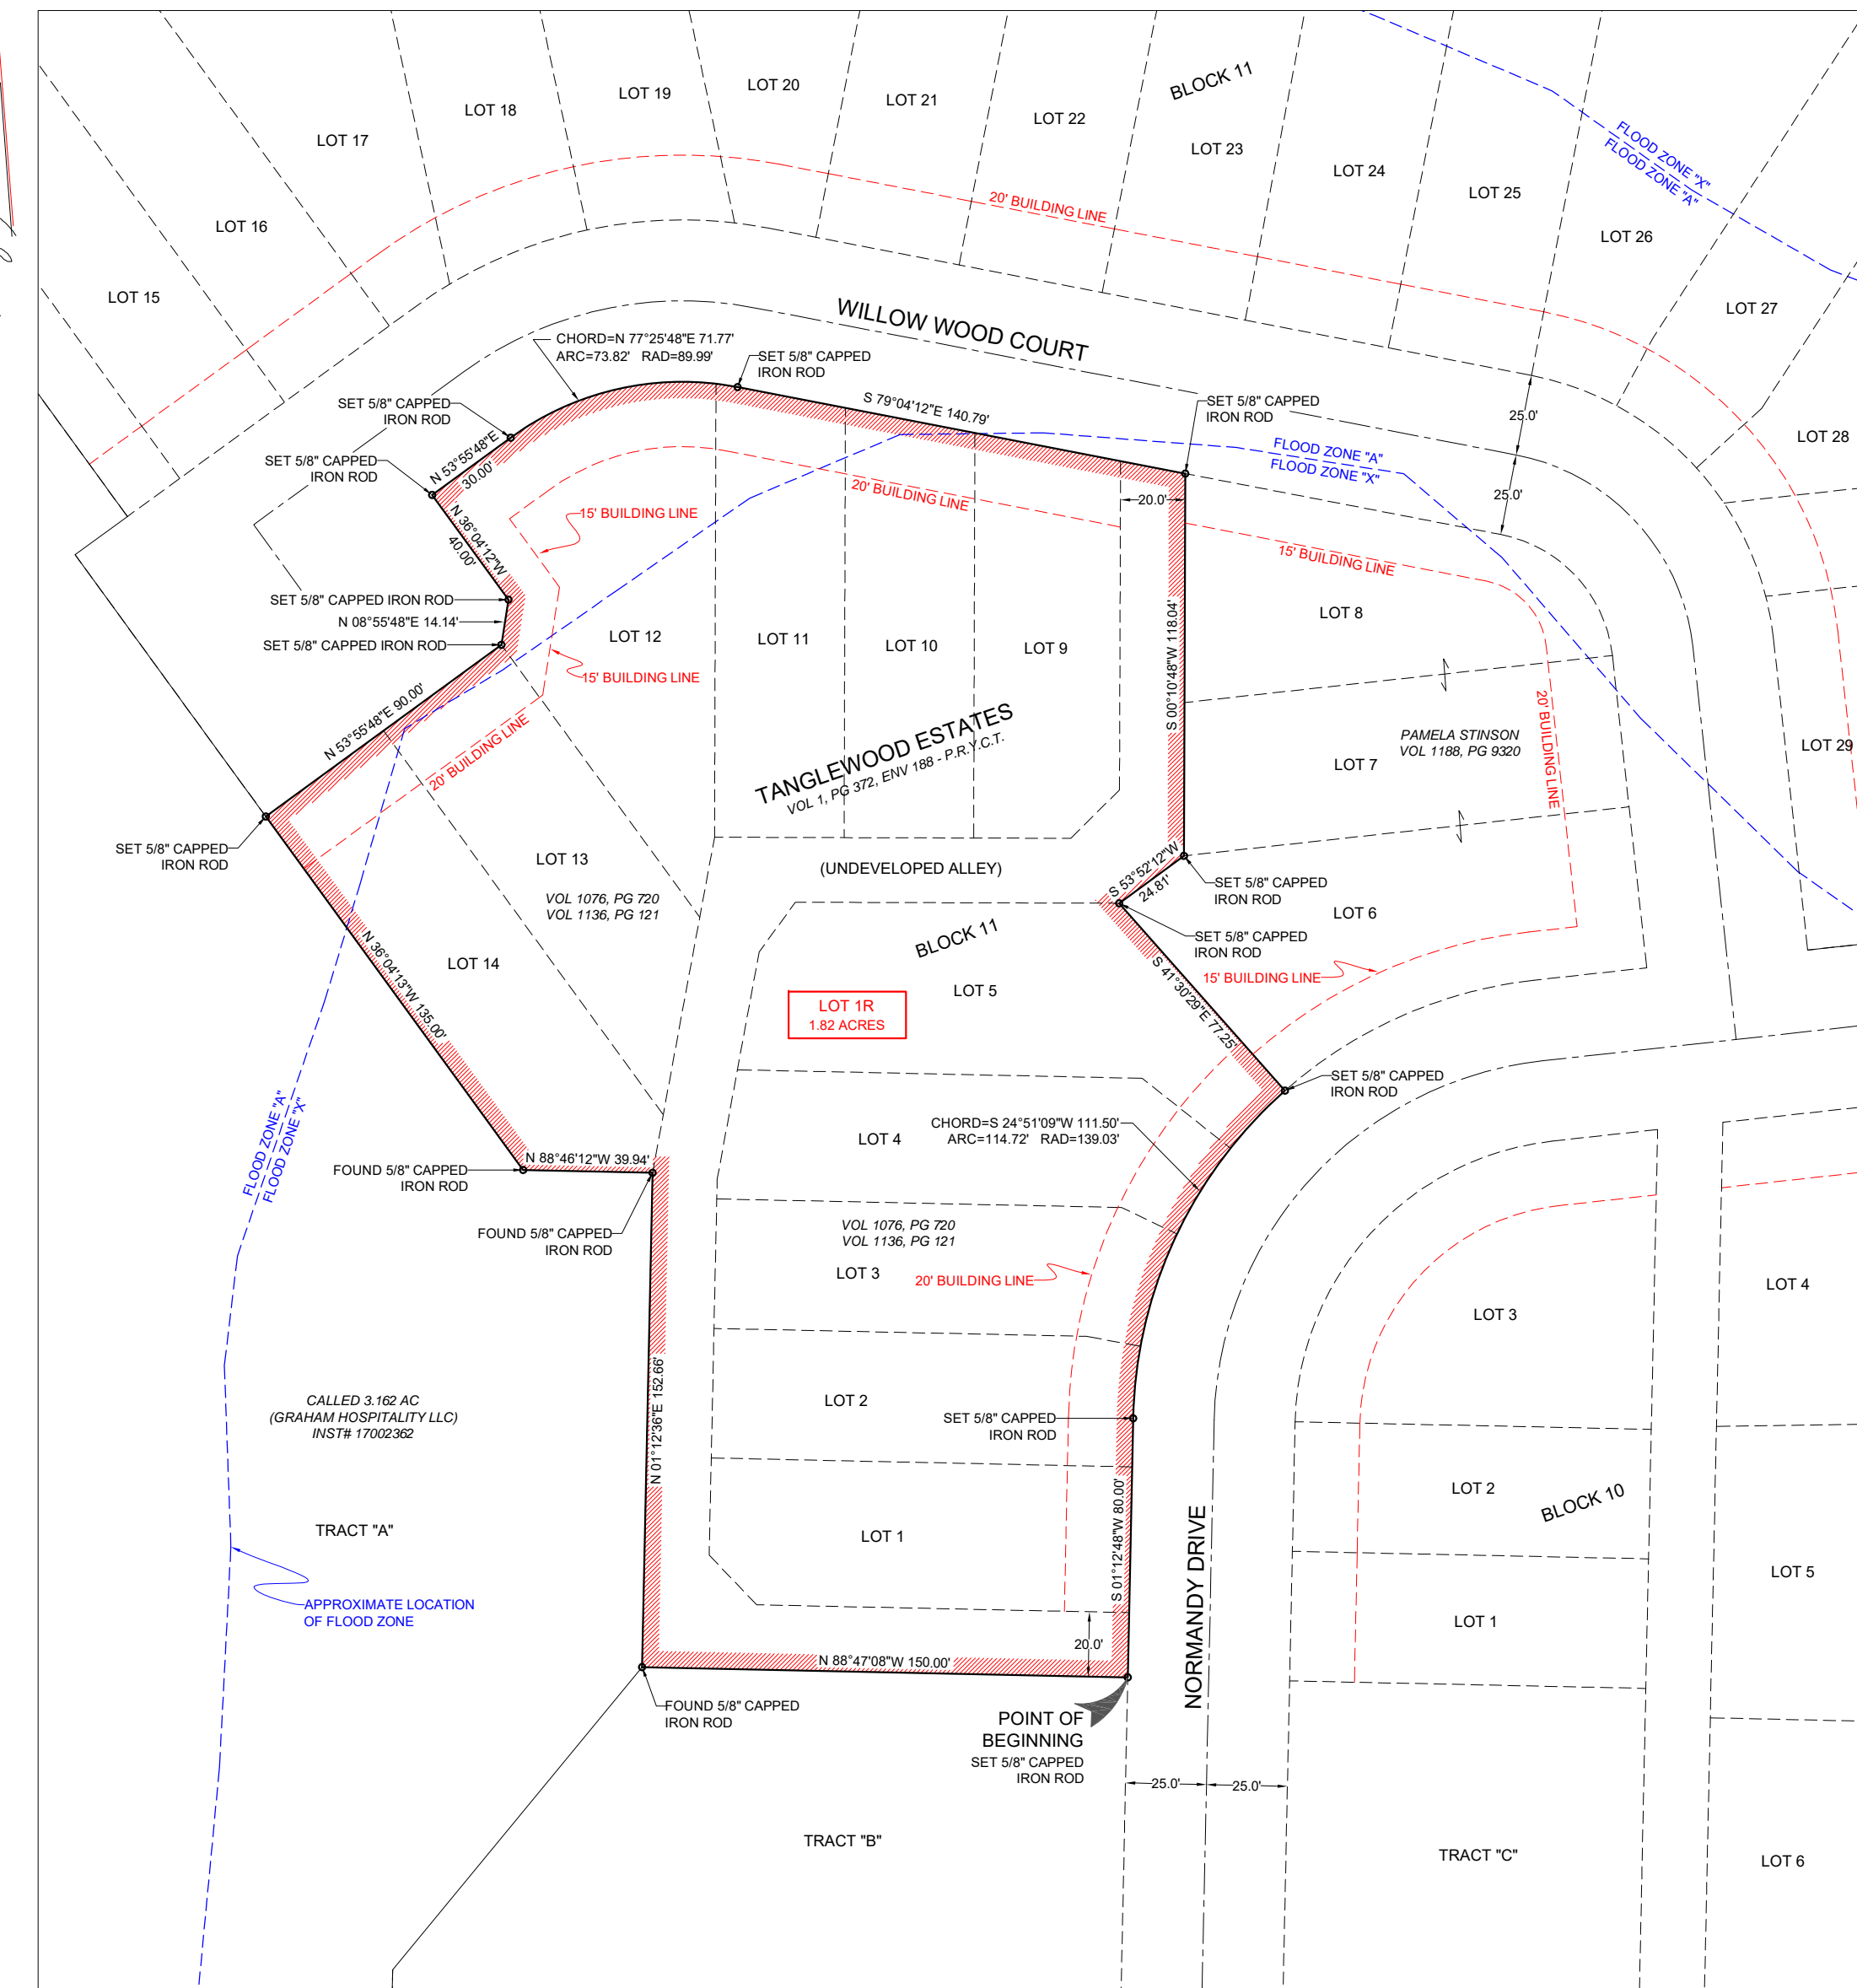 BLOCK 11
LOT 15
LOT 16
LOT 17
LOT 18
LOT 19
LOT 20
LOT 21
LOT 22
LOT 23
LOT 24
LOT 25
LOT 26
LOT 27
LOT 28
LOT 29
FLOOD ZONE "X"
FLOOD ZONE "A"
20' BUILDING LINE
WILLOW WOOD COURT
CHORD=N 77°25'48"E 71.77'
ARC=73.82' RAD=89.99'
SET 5/8" CAPPED
IRON ROD
SET 5/8" CAPPED
IRON ROD
S 79°04'12"E 140.79'
SET 5/8" CAPPED
IRON ROD
25.0'
25.0'
N 53°55'48"E
30.00'
SET 5/8" CAPPED
IRON ROD
FLOOD ZONE "A"
FLOOD ZONE "X"
N 36°04'12"W
40.00'
15' BUILDING LINE
20' BUILDING LINE
20.0'
15' BUILDING LINE
SET 5/8" CAPPED IRON ROD
N 08°55'48"E 14.14'
SET 5/8" CAPPED IRON ROD
LOT 12
LOT 11
LOT 10
LOT 9
S 00°10'48"W 118.04'
LOT 8
15' BUILDING LINE
N 53°55'48"E 90.00'
20' BUILDING LINE
TANGLEWOOD ESTATES
VOL 1, PG 372, ENV 188 - P.R.Y.C.T.
20' BUILDING LINE
PAMELA STINSON
VOL 1188, PG 9320
LOT 7
SET 5/8" CAPPED
IRON ROD
LOT 13
VOL 1076, PG 720
VOL 1136, PG 121
(UNDEVELOPED ALLEY)
S 53°52'12"W
24.81'
SET 5/8" CAPPED
IRON ROD
LOT 6
SET 5/8" CAPPED
IRON ROD
15' BUILDING LINE
BLOCK 11
N 36°04'13"W 135.00'
LOT 14
LOT 5
LOT 1R
1.82 ACRES
S 41°30'29"E 77.25'
SET 5/8" CAPPED
IRON ROD
FLOOD ZONE "A"
FLOOD ZONE "X"
CHORD=S 24°51'09"W 111.50'
ARC=114.72' RAD=139.03'
LOT 4
N 88°46'12"W 39.94'
FOUND 5/8" CAPPED
IRON ROD
FOUND 5/8" CAPPED
IRON ROD
VOL 1076, PG 720
VOL 1136, PG 121
LOT 3
20' BUILDING LINE
LOT 3
LOT 4
N 01°12'36"E 152.66'
CALLED 3.162 AC
(GRAHAM HOSPITALITY LLC)
INST# 17002362
LOT 2
SET 5/8" CAPPED
IRON ROD
LOT 2
BLOCK 10
TRACT "A"
LOT 1
S 01°12'48"W 80.00'
NORMANDY DRIVE
LOT 5
APPROXIMATE LOCATION
OF FLOOD ZONE
LOT 1
20.0'
N 88°47'08"W 150.00'
FOUND 5/8" CAPPED
IRON ROD
POINT OF
BEGINNING
SET 5/8" CAPPED
IRON ROD
25.0'
25.0'
TRACT "B"
TRACT "C"
LOT 6